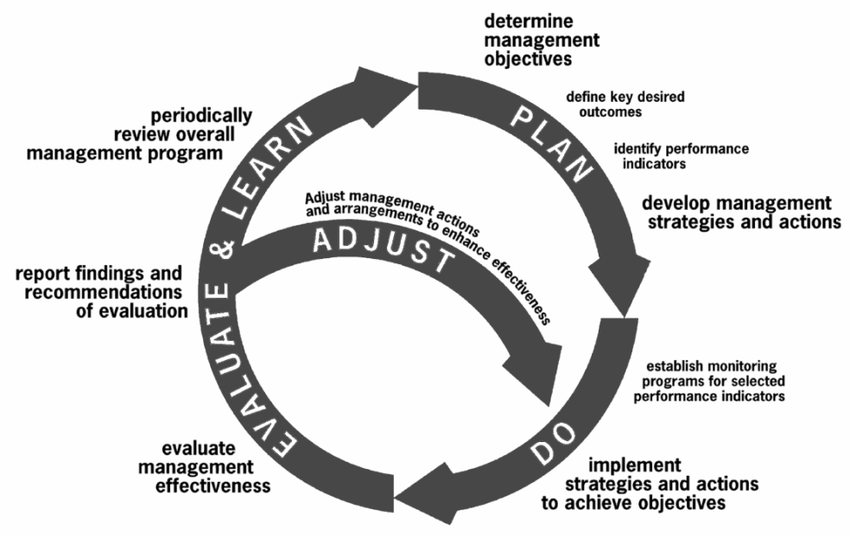 determine
management
objectives
define key desired
outcomes
PLAN
identify performance
indicators
develop management
strategies and actions
establish monitoring
programs for selected
performance indicators
DO
implement
strategies and actions
to achieve objectives
evaluate
management
effectiveness
EVALUATE & LEARN
report findings and
recommendations
of evaluation
periodically
review overall
management program
Adjust management actions
and arrangements to enhance effectiveness
ADJUST